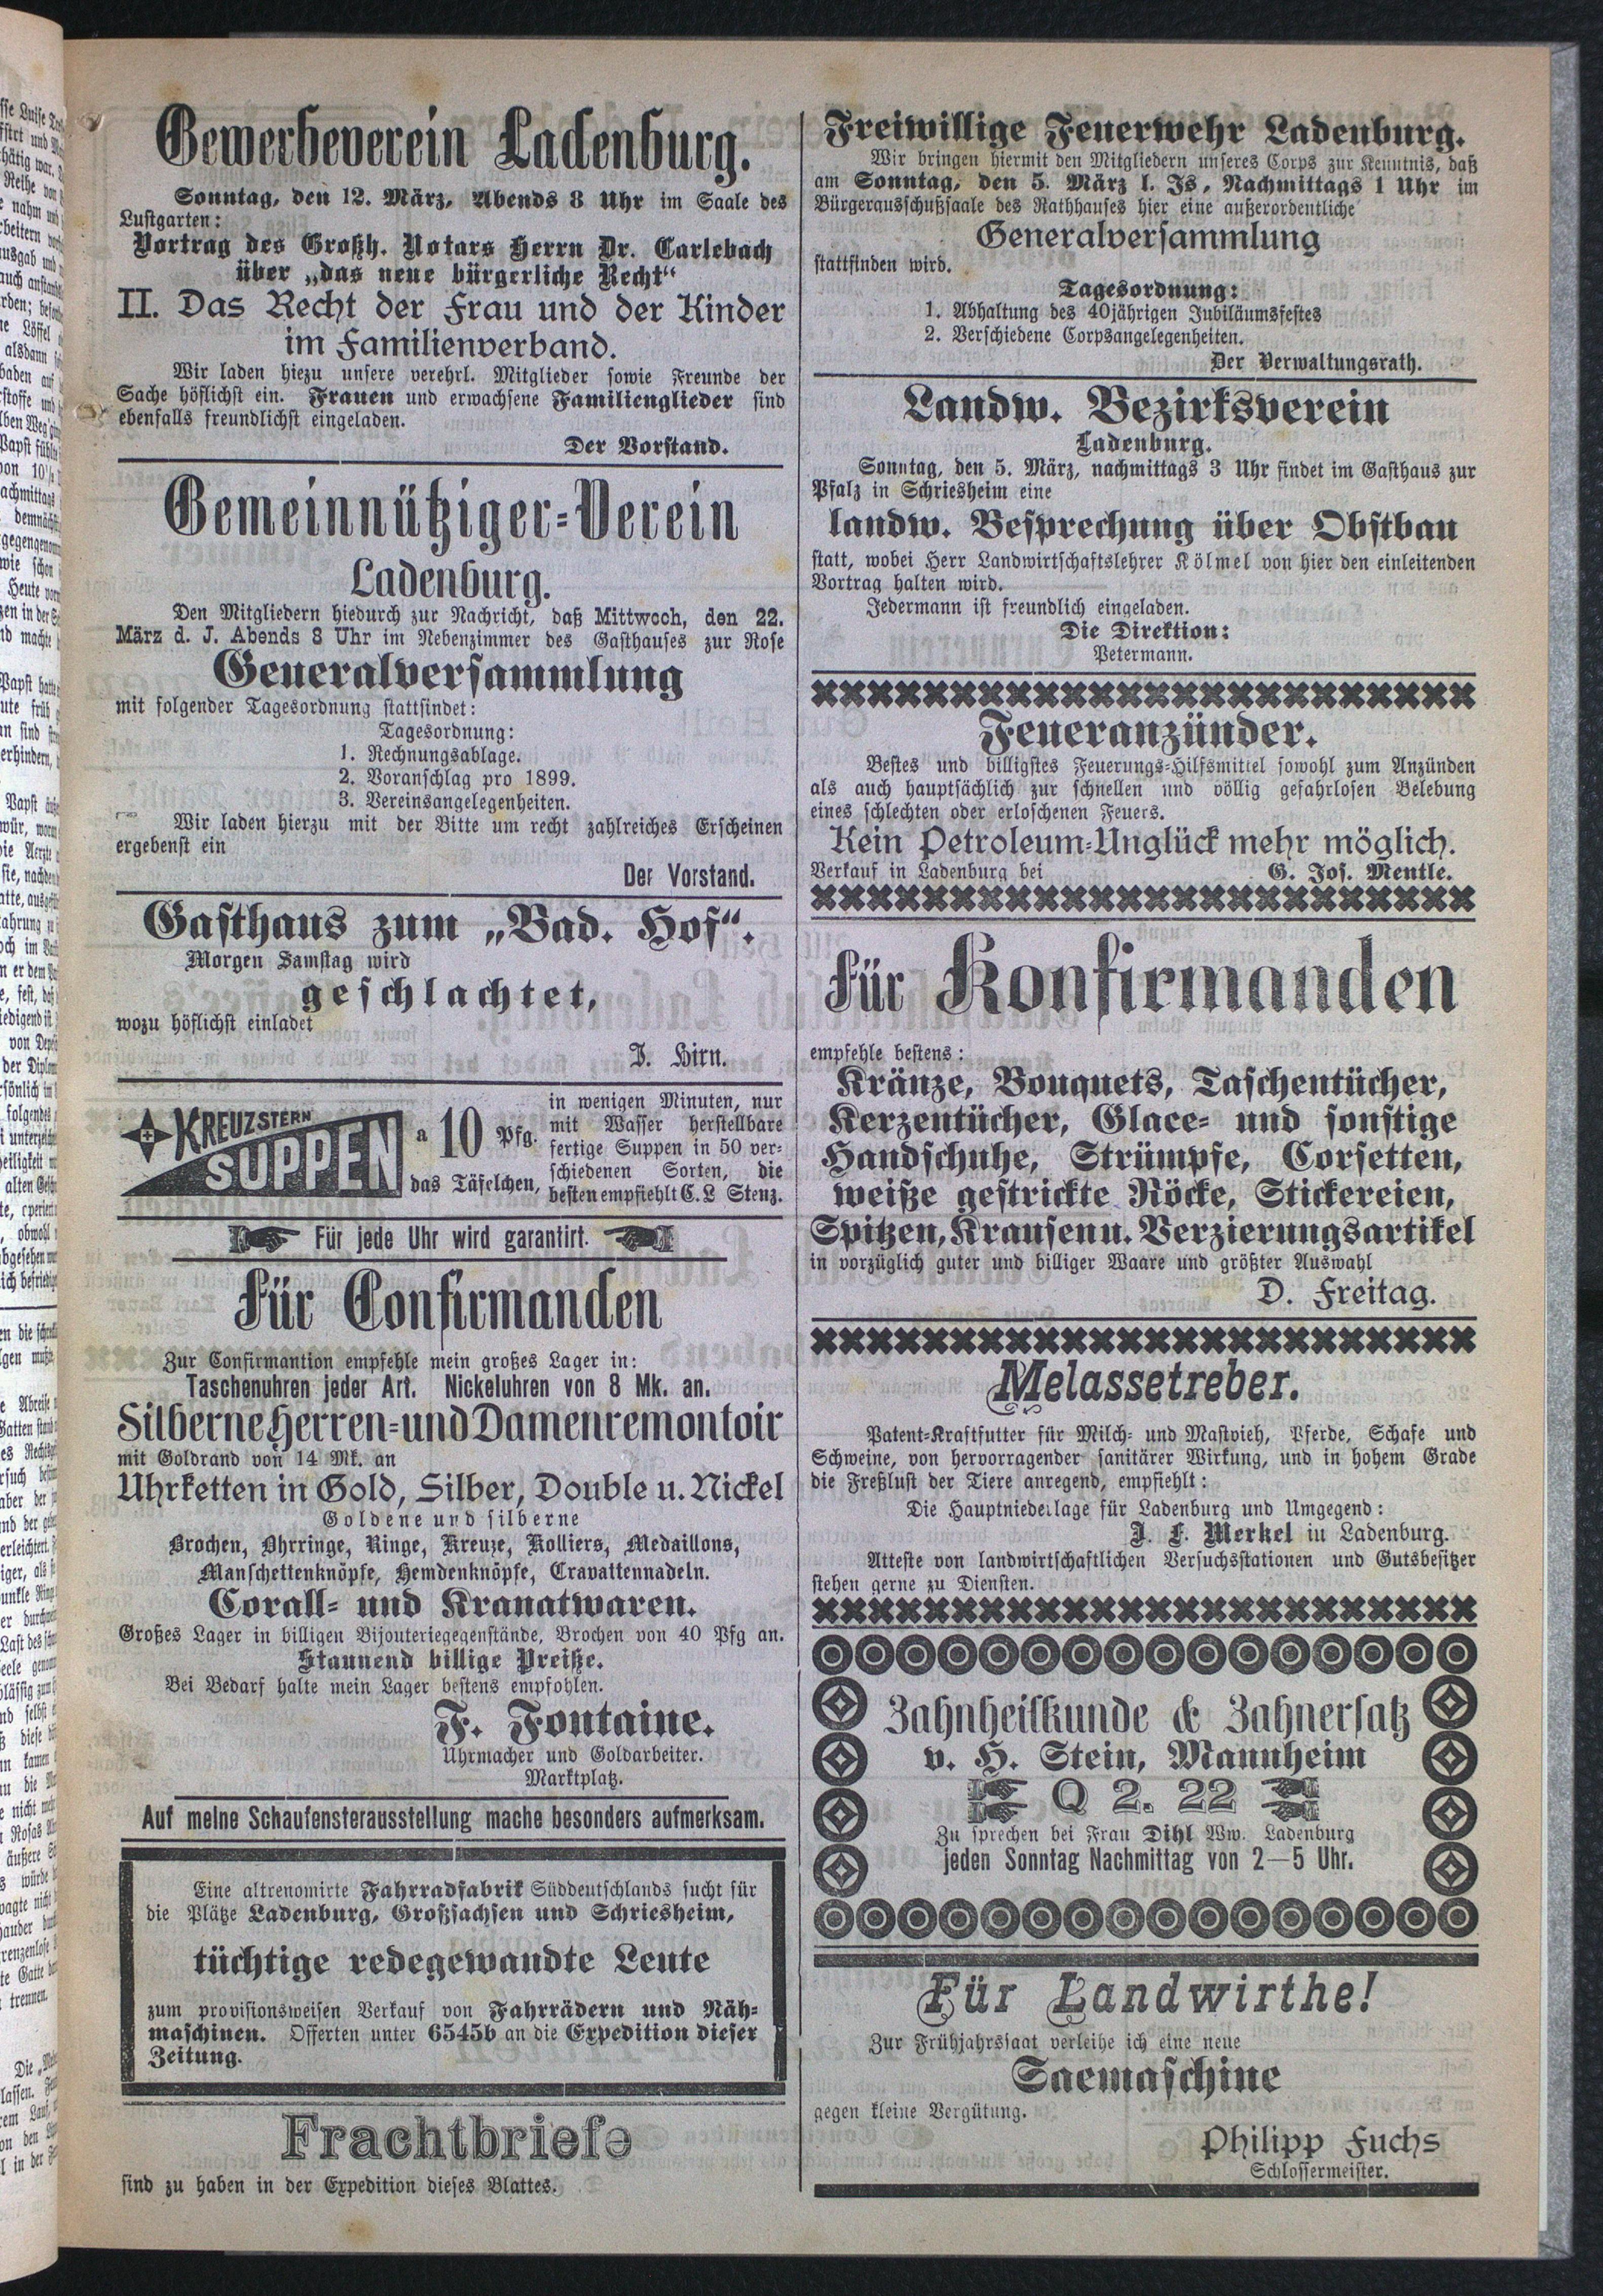 Gewerbeverein Ladenburg.
Sonntag, den 12. März, Abends 8 Uhr im Saale des
Lustgarten:
Vortrag des Großh. Notars Herrn Dr. Carlebach
über „das neue bürgerliche Recht“
II. Das Recht der Frau und der Kinder
im Familienverband.
Wir laden hiezu unsere verehrl. Mitglieder sowie Freunde der
Sache höflichst ein. Frauen und erwachsene Familienglieder sind
ebenfalls freundlichst eingeladen.
Der Vorstand.
Gemeinnütziger-Verein
Ladenburg.
Den Mitgliedern hiedurch zur Nachricht, daß Mittwoch, den 22.
März d. J. Abends 8 Uhr im Nebenzimmer des Gasthauses zur Rose
Generalversammlung
mit folgender Tagesordnung stattfindet:
Tagesordnung:
1. Rechnungsablage.
2. Voranschlag pro 1899.
3. Vereinsangelegenheiten.
Wir laden hierzu mit der Bitte um recht zahlreiches Erscheinen
ergebenst ein
Der Vorstand.
Gasthaus zum „Bad. Hof“.
Morgen Samstag wird
geschlachtet,
wozu höflichst einladet
J. Hirn.
KREUZSTERN
SUPPEN
a 10 Pfg.
das Täfelchen,
in wenigen Minuten, nur
mit Wasser herstellbare
fertige Suppen in 50 ver-
schiedenen Sorten, die
besten empfiehlt C. L Stenz.
Für jede Uhr wird garantirt.
Für Confirmanden
Zur Confirmantion empfehle mein großes Lager in:
Taschenuhren jeder Art. Nickeluhren von 8 Mk. an.
Silberne Herren- und Damenremontoir
mit Goldrand von 14 Mk. an
Uhrketten in Gold, Silber, Double u. Nickel
Goldene und silberne
Brochen, Ohrringe, Ringe, Kreuze, Kolliers, Medaillons,
Manschettenknöpfe, Hemdenknöpfe, Cravattennadeln.
Corall- und Kranatwaren.
Großes Lager in billigen Bijouteriegegenstände, Brochen von 40 Pfg an.
Staunend billige Preiße.
Bei Bedarf halte mein Lager bestens empfohlen.
F. Fontaine.
Uhrmacher und Goldarbeiter.
Marktplatz.
Auf meine Schaufensterausstellung mache besonders aufmerksam.
Eine altrenomirte Fahrradfabrik Süddeutschlands sucht für
die Plätze Ladenburg, Großsachsen und Schriesheim,
tüchtige redegewandte Leute
zum provisionsweisen Verkauf von Fahrrädern und Näh-
maschinen. Offerten unter 6545b an die Expedition dieser
Zeitung.
Frachtbriefe
sind zu haben in der Expedition dieses Blattes.
Freiwillige Feuerwehr Ladenburg.
Wir bringen hiermit den Mitgliedern unseres Corps zur Kenntnis, daß
am Sonntag, den 5. März l. Js, Nachmittags 1 Uhr im
Bürgerausschußsaale des Rathhauses hier eine außerordentliche
Generalversammlung
stattfinden wird.
Tagesordnung:
1. Abhaltung des 40jährigen Jubiläumsfestes
2. Verschiedene Corpsangelegenheiten.
Der Verwaltungsrath.
Landw. Bezirksverein
Ladenburg.
Sonntag, den 5. März, nachmittags 3 Uhr findet im Gasthaus zur
Pfalz in Schriesheim eine
landw. Besprechung über Obstbau
statt, wobei Herr Landwirtschaftslehrer Kölmel von hier den einleitenden
Vortrag halten wird.
Jedermann ist freundlich eingeladen.
Die Direktion:
Petermann.
Feueranzünder.
Bestes und billigstes Feuerungs-Hilfsmittel sowohl zum Anzünden
als auch hauptsächlich zur schnellen und völlig gefahrlosen Belebung
eines schlechten oder erloschenen Feuers.
Kein Petroleum-Unglück mehr möglich.
Verkauf in Ladenburg bei G. Jos. Mentle.
Für Konfirmanden
empfehle bestens:
Kränze, Bouquets, Taschentücher,
Kerzentücher, Glace- und sonstige
Handschuhe, Strümpfe, Corsetten,
weiße gestrickte Röcke, Stickereien,
Spitzen, Krausen u. Verzierungsartikel
in vorzüglich guter und billiger Waare und größter Auswahl
D. Freitag.
Melassetreber.
Patent-Kraftfutter für Milch- und Mastvieh, Pferde, Schafe und
Schweine, von hervorragender sanitärer Wirkung, und in hohem Grade
die Freßlust der Tiere anregend, empfiehlt:
Die Hauptniederlage für Ladenburg und Umgegend:
J. F. Merkel in Ladenburg.
Atteste von landwirtschaftlichen Versuchsstationen und Gutsbesitzer
stehen gerne zu Diensten.
Zahnheilkunde & Zahnersatz
v. H. Stein, Mannheim
Q 2. 22
Zu sprechen bei Frau Dihl Ww. Ladenburg
jeden Sonntag Nachmittag von 2—5 Uhr.
Für Landwirthe!
Zur Frühjahrssaat verleihe ich eine neue
Saemaschine
gegen kleine Vergütung.
Philipp Fuchs
Schlossermeister.